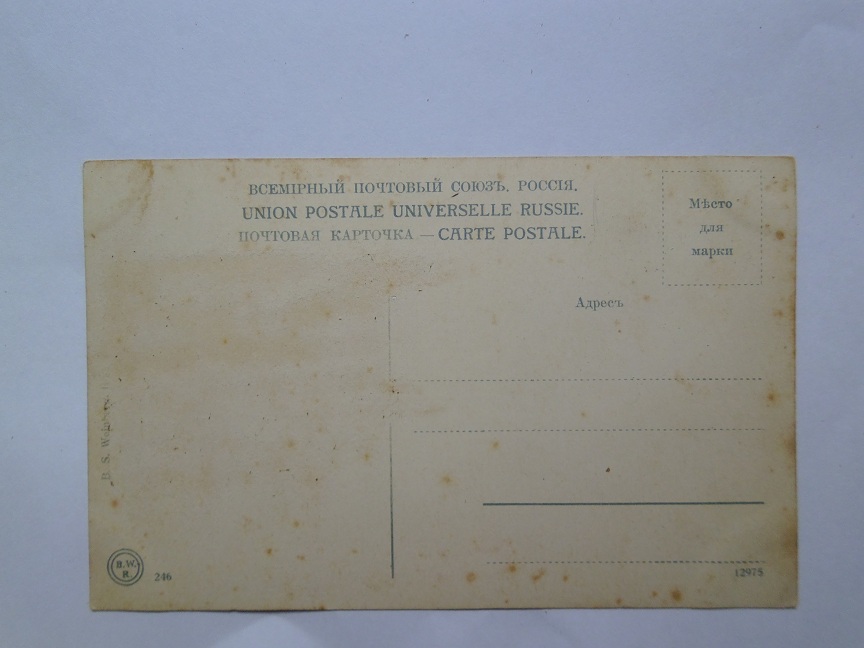 ВСЕМІРНЫЙ ПОЧТОВЫЙ СОЮЗЪ. РОССІЯ.
UNION POSTALE UNIVERSELLE RUSSIE.
ПОЧТОВАЯ КАРТОЧКА — CARTE POSTALE.
Мѣсто
для
марки
Адресъ
B. S.
B. W.
R.
246
12975